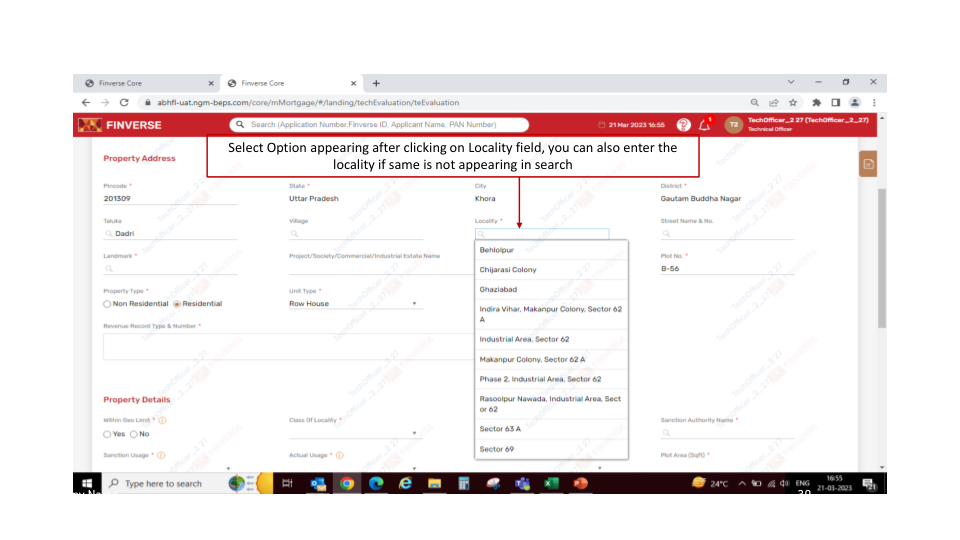 Finverse Core
Finverse Core
abhfl-uat.ngm-beps.com/core/mMortgage/#/landing/techEvaluation/teEvaluation
FINVERSE
Search (Application Number,Finverse ID, Applicant Name, PAN Number)
21 Mar 2023 16:55
1
T2
TechOfficer_2 27 (TechOfficer_2_27)
Technical Officer
Select Option appearing after clicking on Locality field, you can also enter the
locality if same is not appearing in search
Property Address
Pincode * State * City District *
201309 Uttar Pradesh Khora Gautam Buddha Nagar
Taluka Village Locality * Street Name & No.
Dadri
Landmark * Project/Society/Commercial/Industrial Estate Name Plot No. *
B-56
Behlolpur
Chijarasi Colony
Ghaziabad
Indira Vihar, Makanpur Colony, Sector 62
A
Industrial Area, Sector 62
Makanpur Colony, Sector 62 A
Phase 2, Industrial Area, Sector 62
Rasoolpur Nawada, Industrial Area, Sect
or 62
Sector 63 A
Sector 69
Property Type * Unit Type *
Non Residential Residential Row House
Revenue Record Type & Number *
Property Details
Within Geo Limit * Class Of Locality * Sanction Authority Name *
Yes No
Sanction Usage * Actual Usage * Plot Area (Sqft) *
Type here to search
24°C ENG
16:55
21-03-2023
21